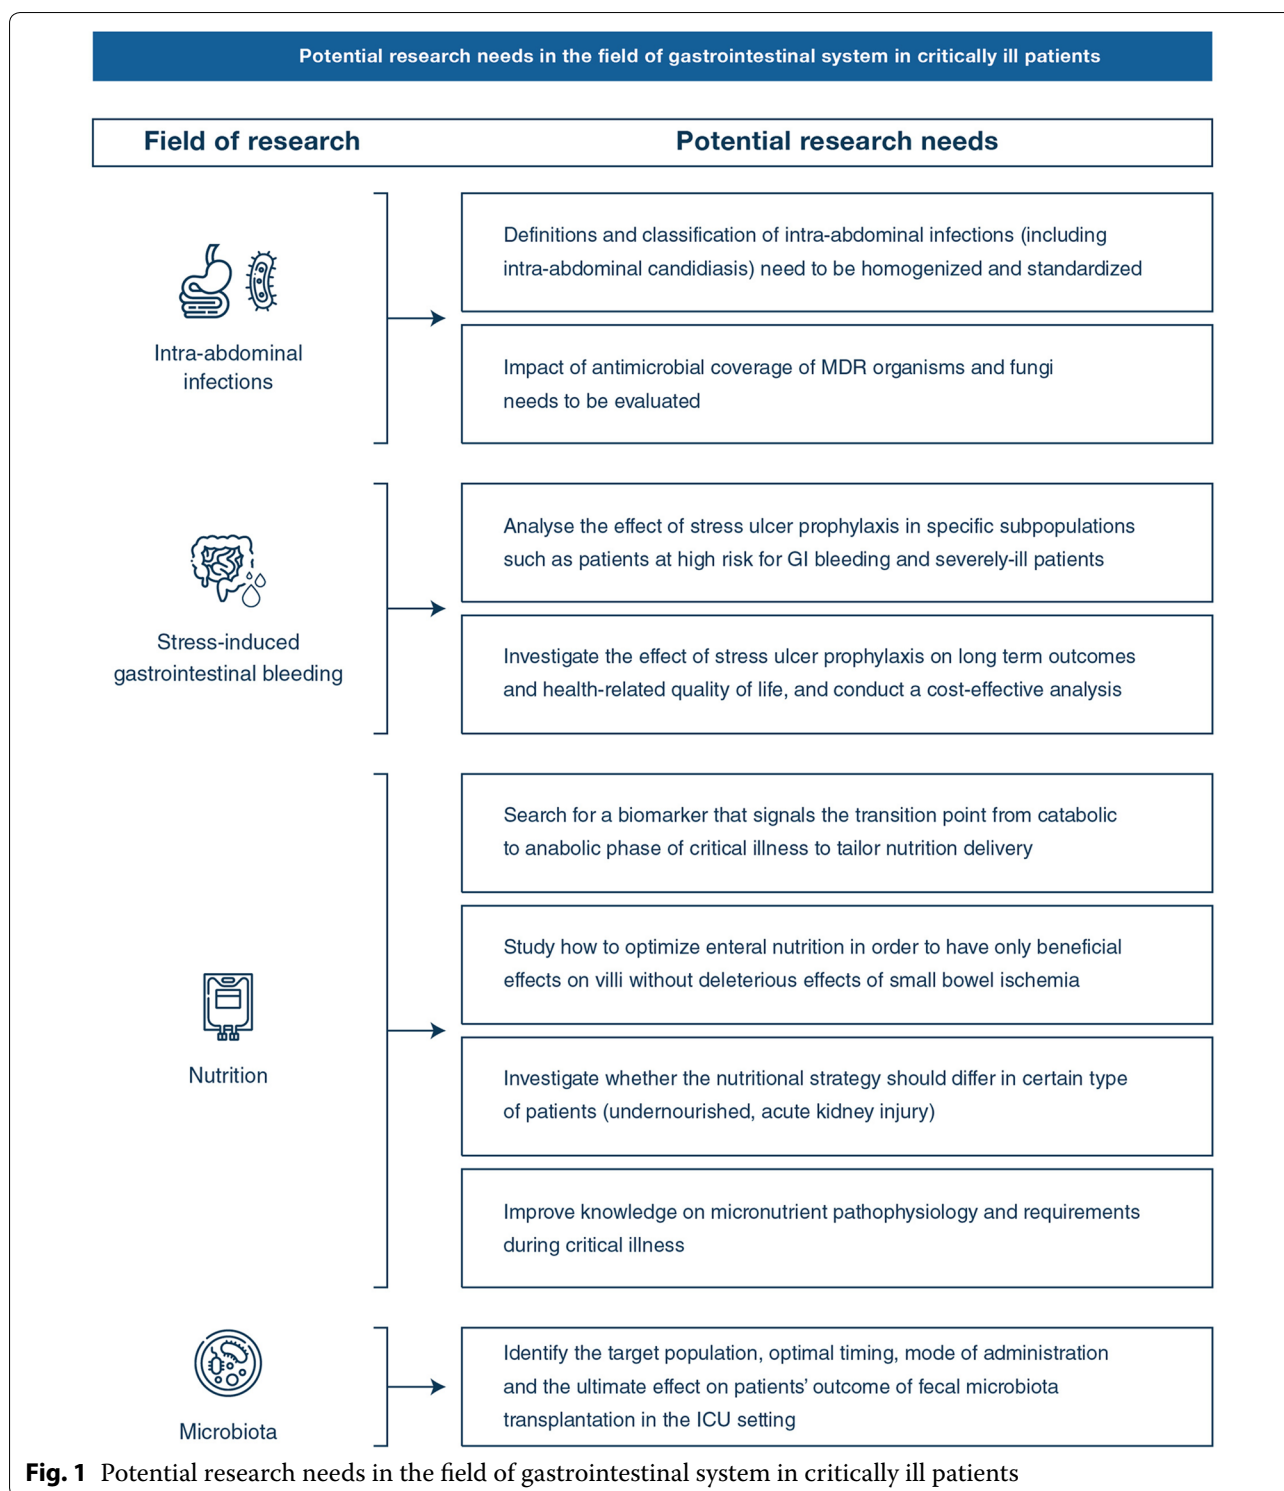 Potential research needs in the field of gastrointestinal system in critically ill patients
Field of research
Potential research needs
Intra-abdominal
infections
Definitions and classification of intra-abdominal infections (including
intra-abdominal candidiasis) need to be homogenized and standardized
Impact of antimicrobial coverage of MDR organisms and fungi
needs to be evaluated
Stress-induced
gastrointestinal bleeding
Analyse the effect of stress ulcer prophylaxis in specific subpopulations
such as patients at high risk for GI bleeding and severely-ill patients
Investigate the effect of stress ulcer prophylaxis on long term outcomes
and health-related quality of life, and conduct a cost-effective analysis
Nutrition
Search for a biomarker that signals the transition point from catabolic
to anabolic phase of critical illness to tailor nutrition delivery
Study how to optimize enteral nutrition in order to have only beneficial
effects on villi without deleterious effects of small bowel ischemia
Investigate whether the nutritional strategy should differ in certain type
of patients (undernourished, acute kidney injury)
Improve knowledge on micronutrient pathophysiology and requirements
during critical illness
Microbiota
Identify the target population, optimal timing, mode of administration
and the ultimate effect on patients’ outcome of fecal microbiota
transplantation in the ICU setting
Fig. 1 Potential research needs in the field of gastrointestinal system in critically ill patients